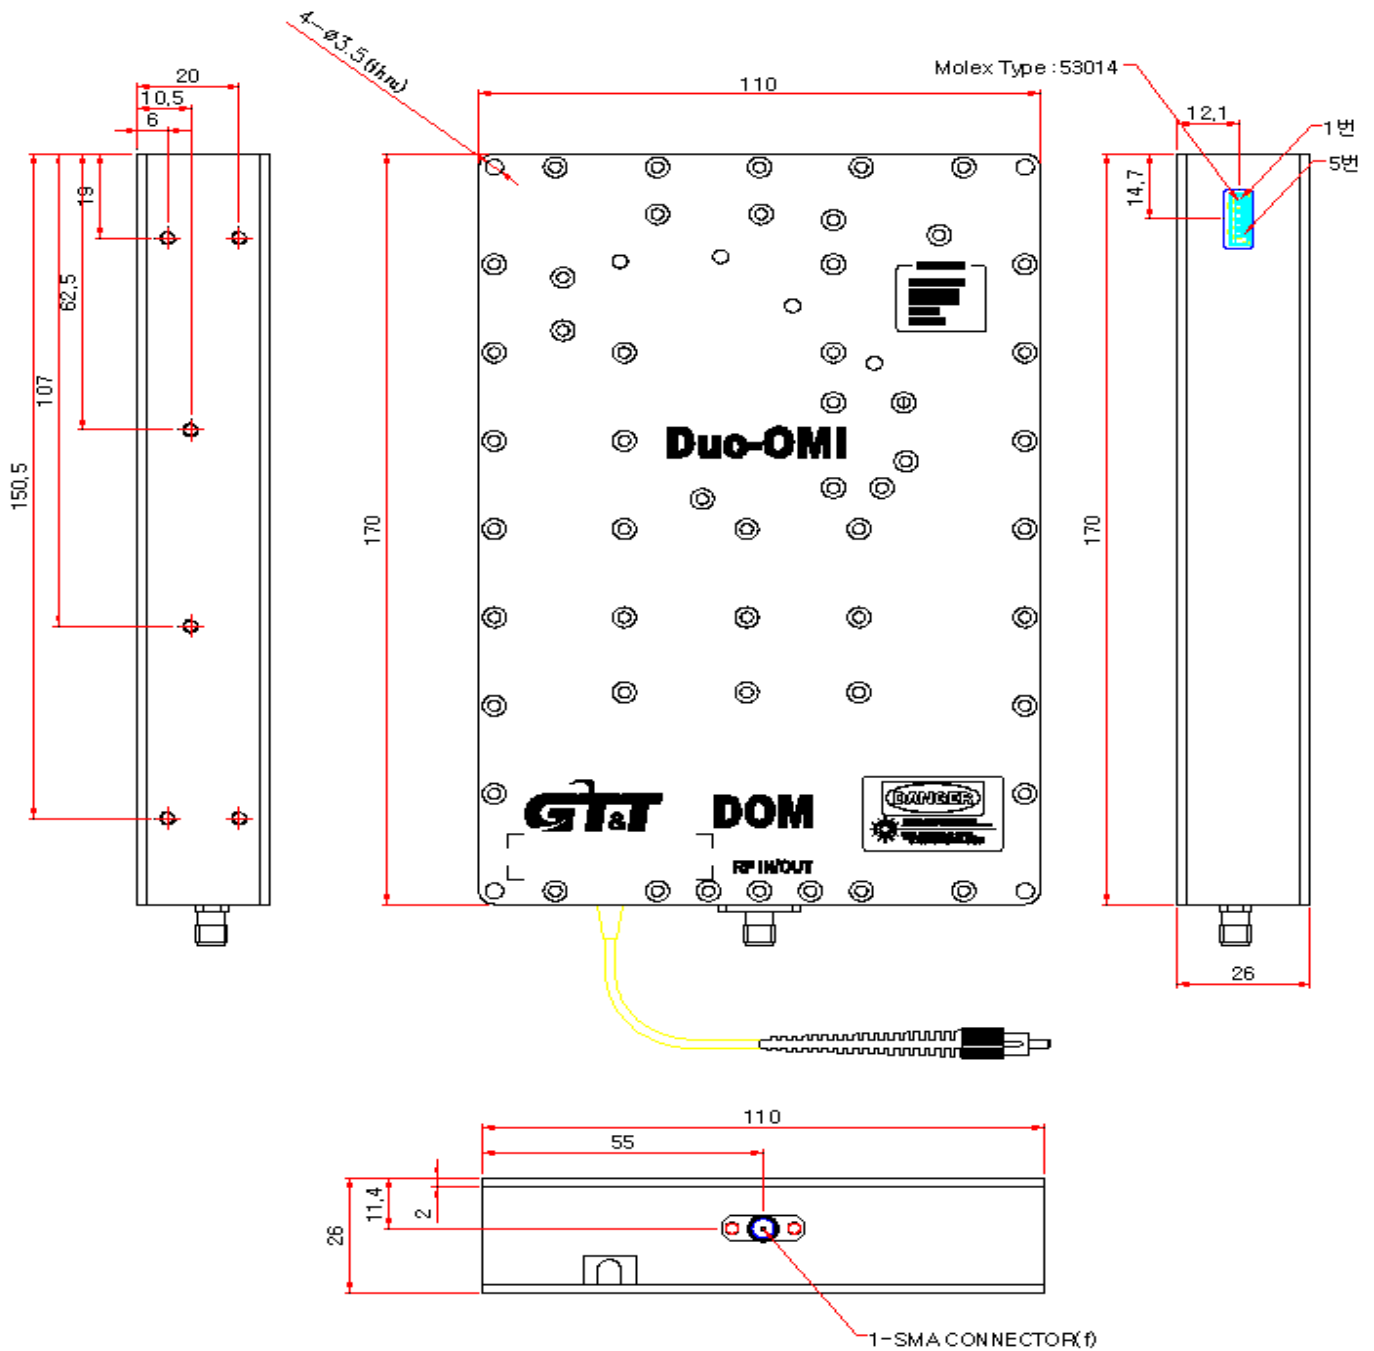 4-ø3.5(thru)
20
10,5
6
19
62,5
107
150,5
110
170
Duo-OMI
GT&T
DOM
DANGER
RF IN/OUT
Molex Type : 53014
12,1
1번
5번
14,7
170
26
110
55
11,4
2
26
1-SMA CONNECTOR(f)